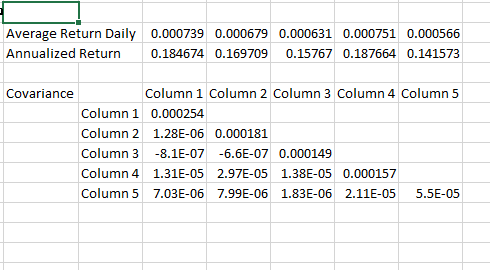 Average Return Daily 0.000739 0.000679 0.000631 0.000751 0.000566
Annualized Return 0.184674 0.169709 0.15767 0.187664 0.141573
Covariance Column 1 Column 2 Column 3 Column 4 Column 5
Column 1 0.000254
Column 2 1.28E-06 0.000181
Column 3 -8.1E-07 -6.6E-07 0.000149
Column 4 1.31E-05 2.97E-05 1.38E-05 0.000157
Column 5 7.03E-06 7.99E-06 1.83E-06 2.11E-05 5.5E-05